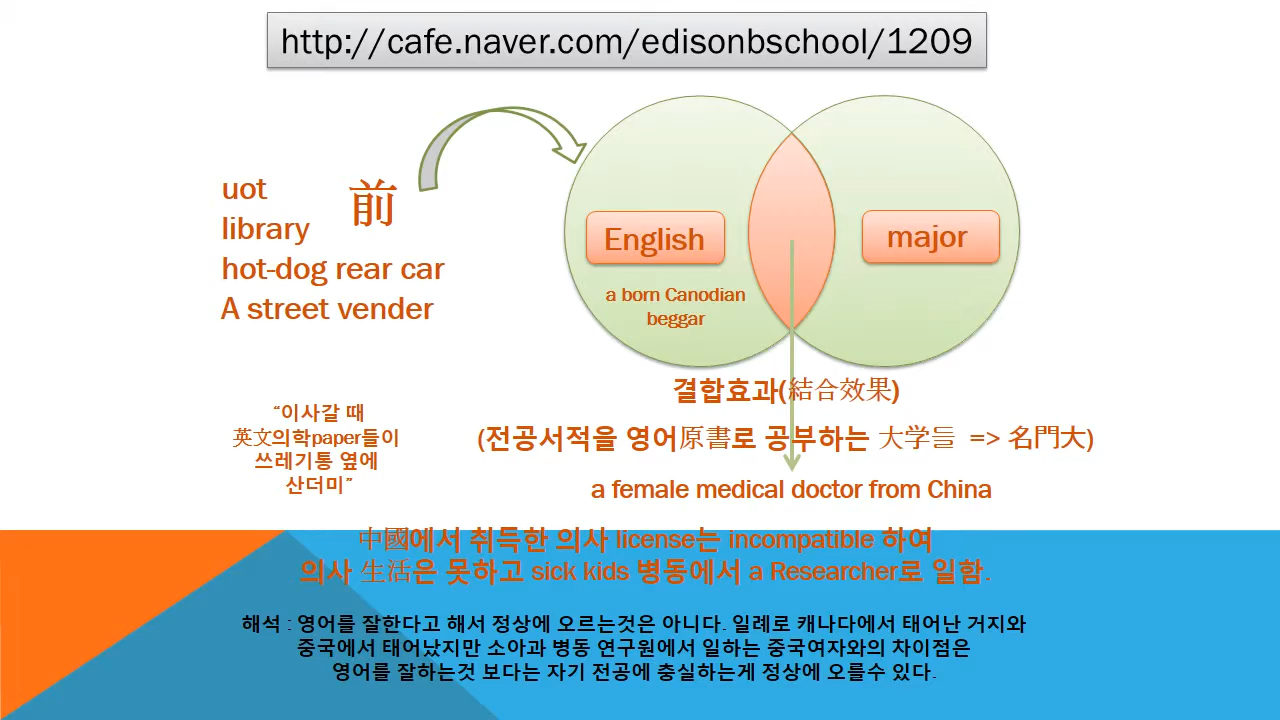 http://cafe.naver.com/edisonbschool/1209
uot
library
hot-dog rear car
A street vender
前
English
major
a born Canodian
beggar
결합효과(結合效果)
(전공서적을 영어原書로 공부하는 大学들 => 名門大)
a female medical doctor from China
“이사갈 때
英文의학paper들이
쓰레기통 옆에
산더미”
中國에서 취득한 의사 license는 incompatible 하여
의사 生活은 못하고 sick kids 병동에서 a Researcher로 일함.
해석 : 영어를 잘한다고 해서 정상에 오르는것은 아니다. 일례로 캐나다에서 태어난 거지와
중국에서 태어났지만 소아과 병동 연구원에서 일하는 중국여자와의 차이점은
영어를 잘하는것 보다는 자기 전공에 충실하는게 정상에 오를수 있다.